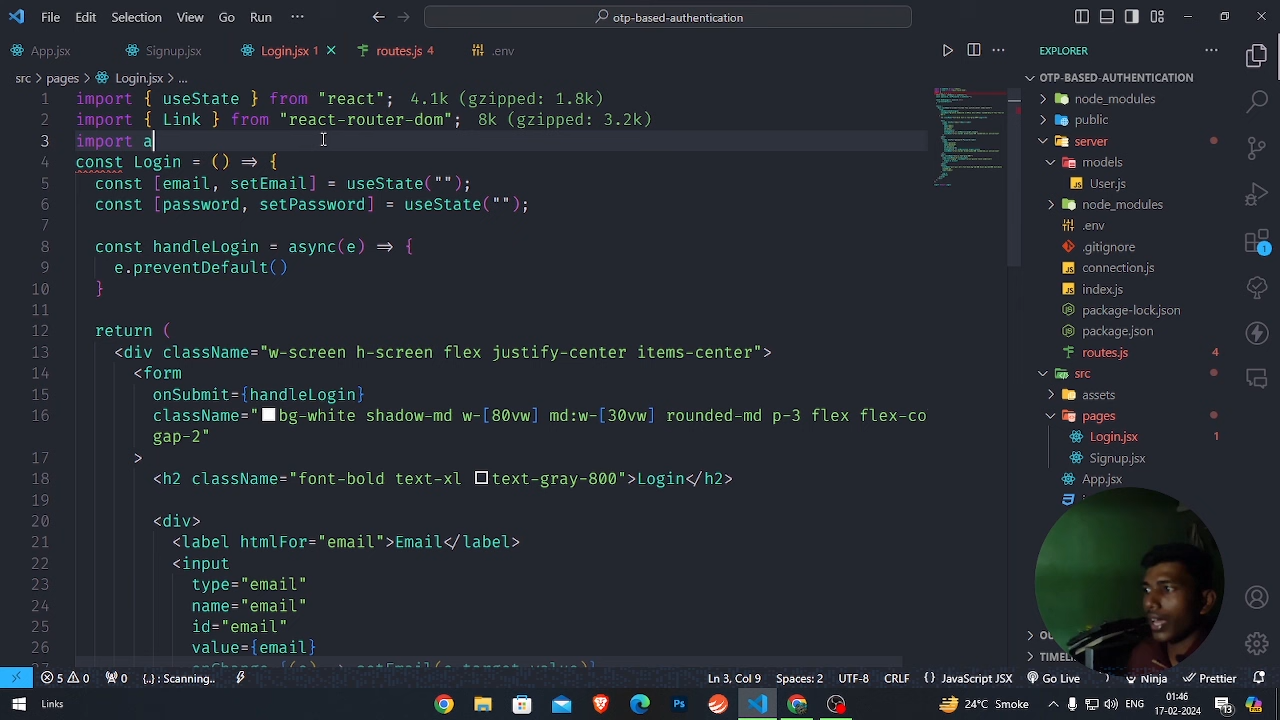 File Edit View Go Run ... otp-based-authentication
App.jsx Signup.jsx Login.jsx 1 routes.js 4 .env
EXPLORER
src > pages > Login.jsx > ...
OTP-BASED-AUTHENTICATION
1 import { useState } from "react"; 4.1k (gzipped: 1.8k)
2 import { Link } from "react-router-dom"; 8k (gzipped: 3.2k)
3 import a
4 const Login = () => {
5 const [email, setEmail] = useState("");
6 const [password, setPassword] = useState("");
7
8 const handleLogin = async(e) => {
9 e.preventDefault()
10 }
11
12 return (
13 <div className="w-screen h-screen flex justify-center items-center">
14 <form
15 onSubmit={handleLogin}
16 className="bg-white shadow-md w-[80vw] md:w-[30vw] rounded-md p-3 flex flex-co
gap-2"
17 >
18 <h2 className="font-bold text-xl text-gray-800">Login</h2>
19
20 <div>
21 <label htmlFor="email">Email</label>
22 <input
23 type="email"
24 name="email"
25 id="email"
26 value={email}
public
server
models
User.js
node_modules
.env
.gitignore
connection.js
index.js
package-lock.json
package.json
routes.js 4
src
assets
pages
Login.jsx 1
Signup.jsx
App.jsx
OU
TIMEL
1
5 0 0 {..} : Scanning.. Ln 3, Col 9 Spaces: 2 UTF-8 CRLF {} JavaScript JSX Go Live Ninja Prettier
Links 24°C Smoke 01:46
17-02-2024